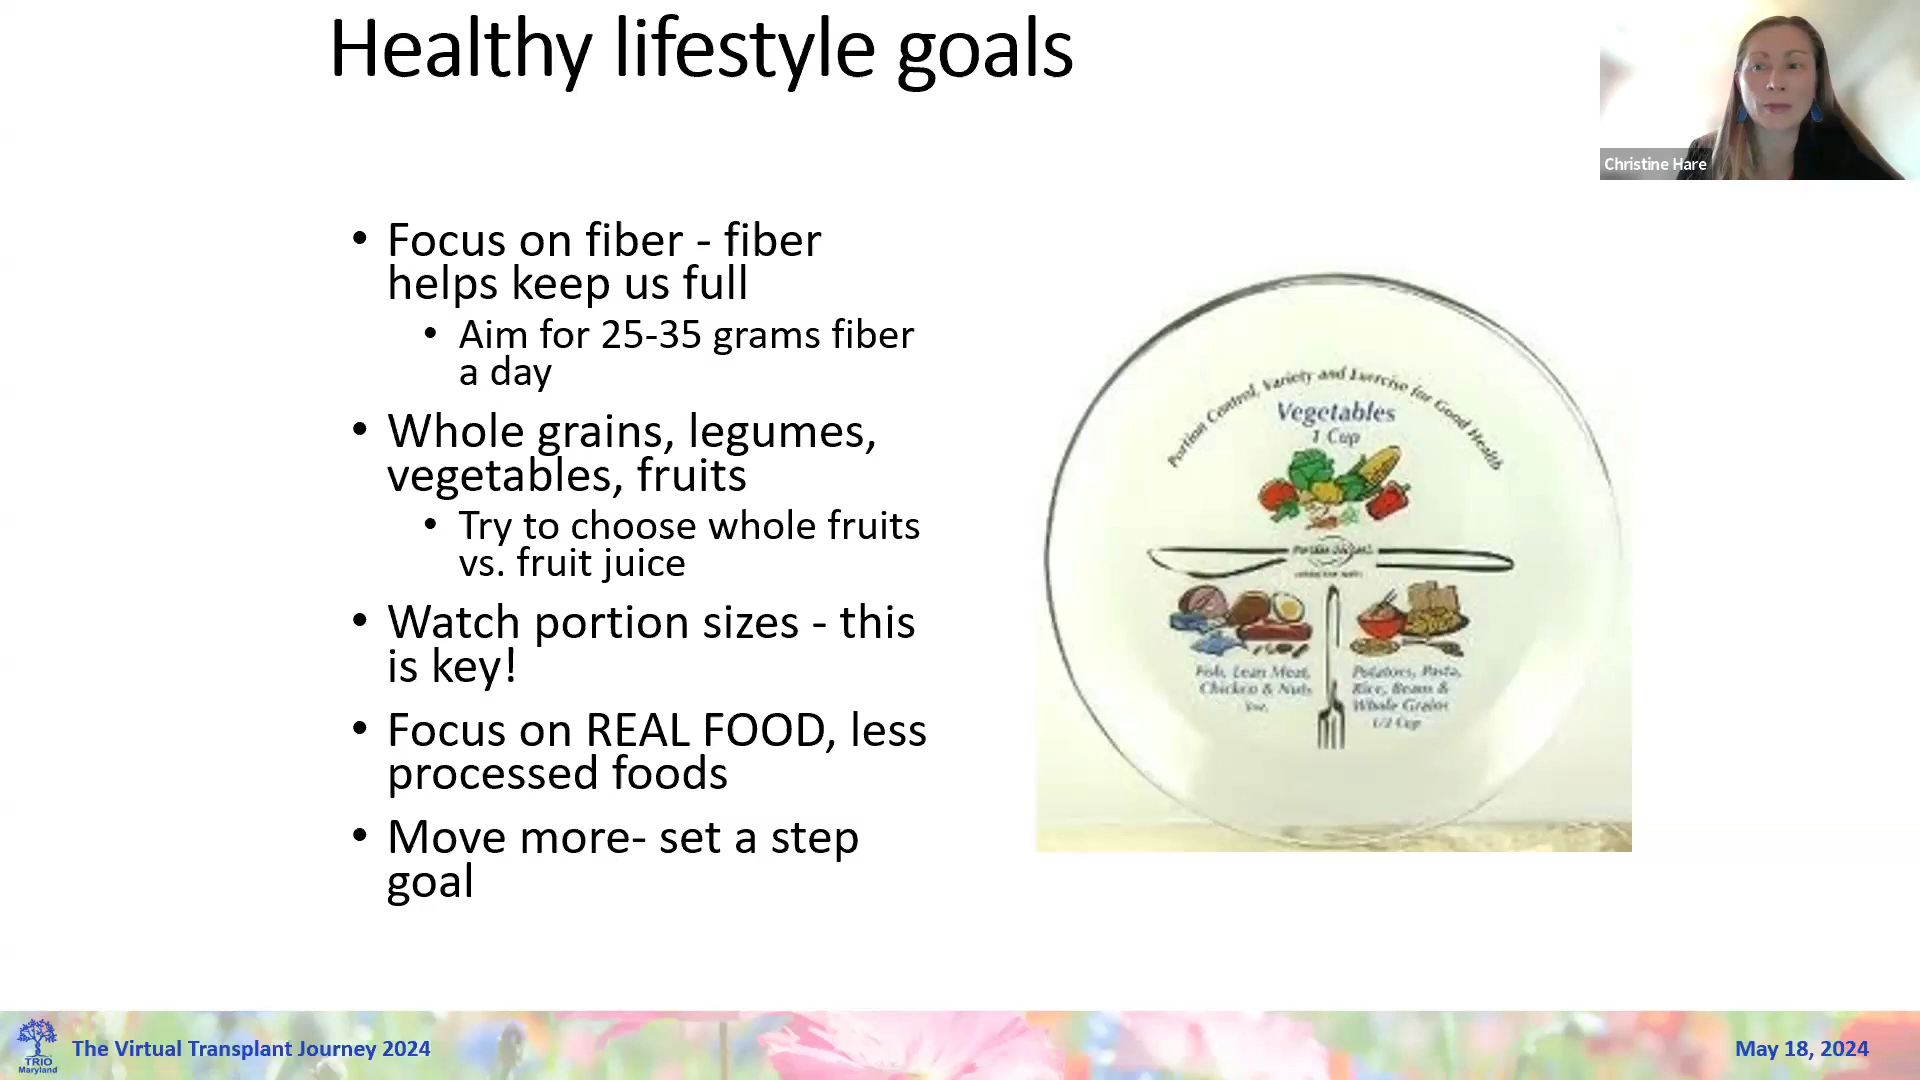 Healthy lifestyle goals
Christine Hare
• Focus on fiber - fiber
helps keep us full
• Aim for 25-35 grams fiber
a day
• Whole grains, legumes,
vegetables, fruits
• Try to choose whole fruits
vs. fruit juice
• Watch portion sizes - this
is key!
• Focus on REAL FOOD, less
processed foods
• Move more- set a step
goal
Portion Control, Variety and Exercise for Good Health
Vegetables
1 Cup
Fish, Lean Meat,
Chicken & Nuts
Potatoes, Pasta,
Rice, Beans &
Whole Grains
1/2 Cup
TRIO
Maryland
The Virtual Transplant Journey 2024
May 18, 2024